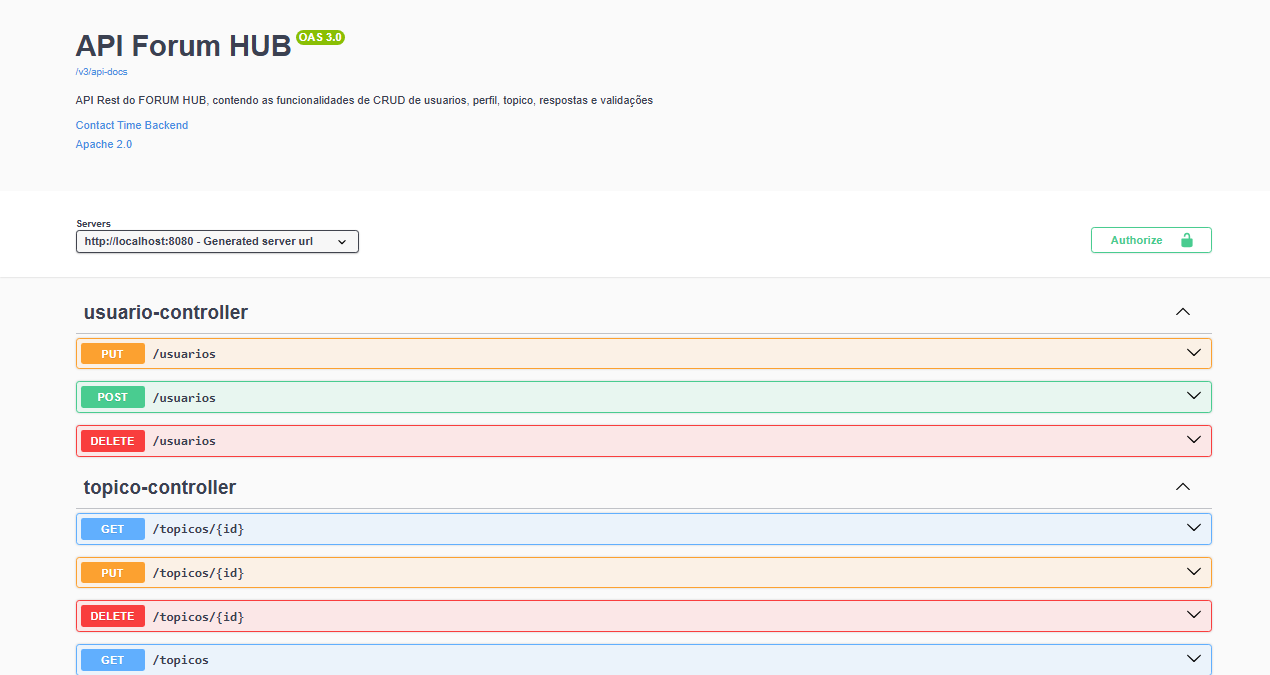 API Forum HUB OAS 3.0
/v3/api-docs
API Rest do FORUM HUB, contendo as funcionalidades de CRUD de usuarios, perfil, topico, respostas e validações
Contact Time Backend
Apache 2.0
Servers
http://localhost:8080 - Generated server url
Authorize
usuario-controller
PUT /usuarios
POST /usuarios
DELETE /usuarios
topico-controller
GET /topicos/{id}
PUT /topicos/{id}
DELETE /topicos/{id}
GET /topicos